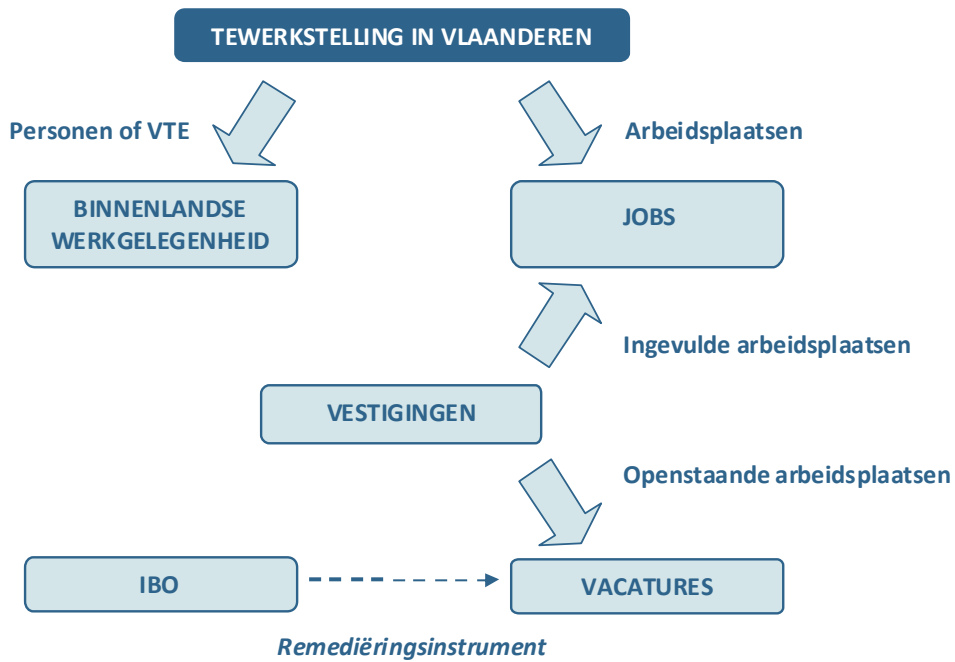 TEWERKSTELLING IN VLAANDEREN
Personen of VTE
Arbeidsplaatsen
BINNENLANDSE
WERKGELEGENHEID
JOBS
Ingevulde arbeidsplaatsen
VESTIGINGEN
Openstaande arbeidsplaatsen
IBO
VACATURES
Remediëringsinstrument